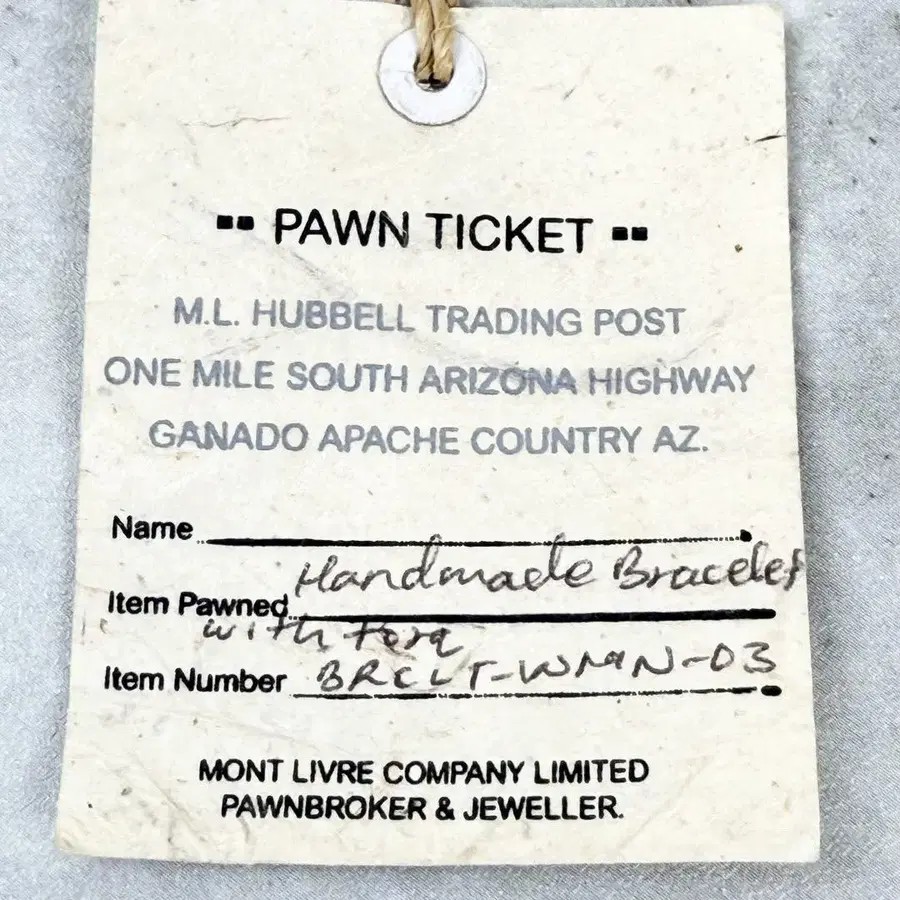 -- PAWN TICKET --
M.L. HUBBELL TRADING POST
ONE MILE SOUTH ARIZONA HIGHWAY
GANADO APACHE COUNTRY AZ.
Name
Handmade Bracelet
Item Pawned
with
Item Number BRCLT-WMN-03
MONT LIVRE COMPANY LIMITED
PAWNBROKER & JEWELLER.